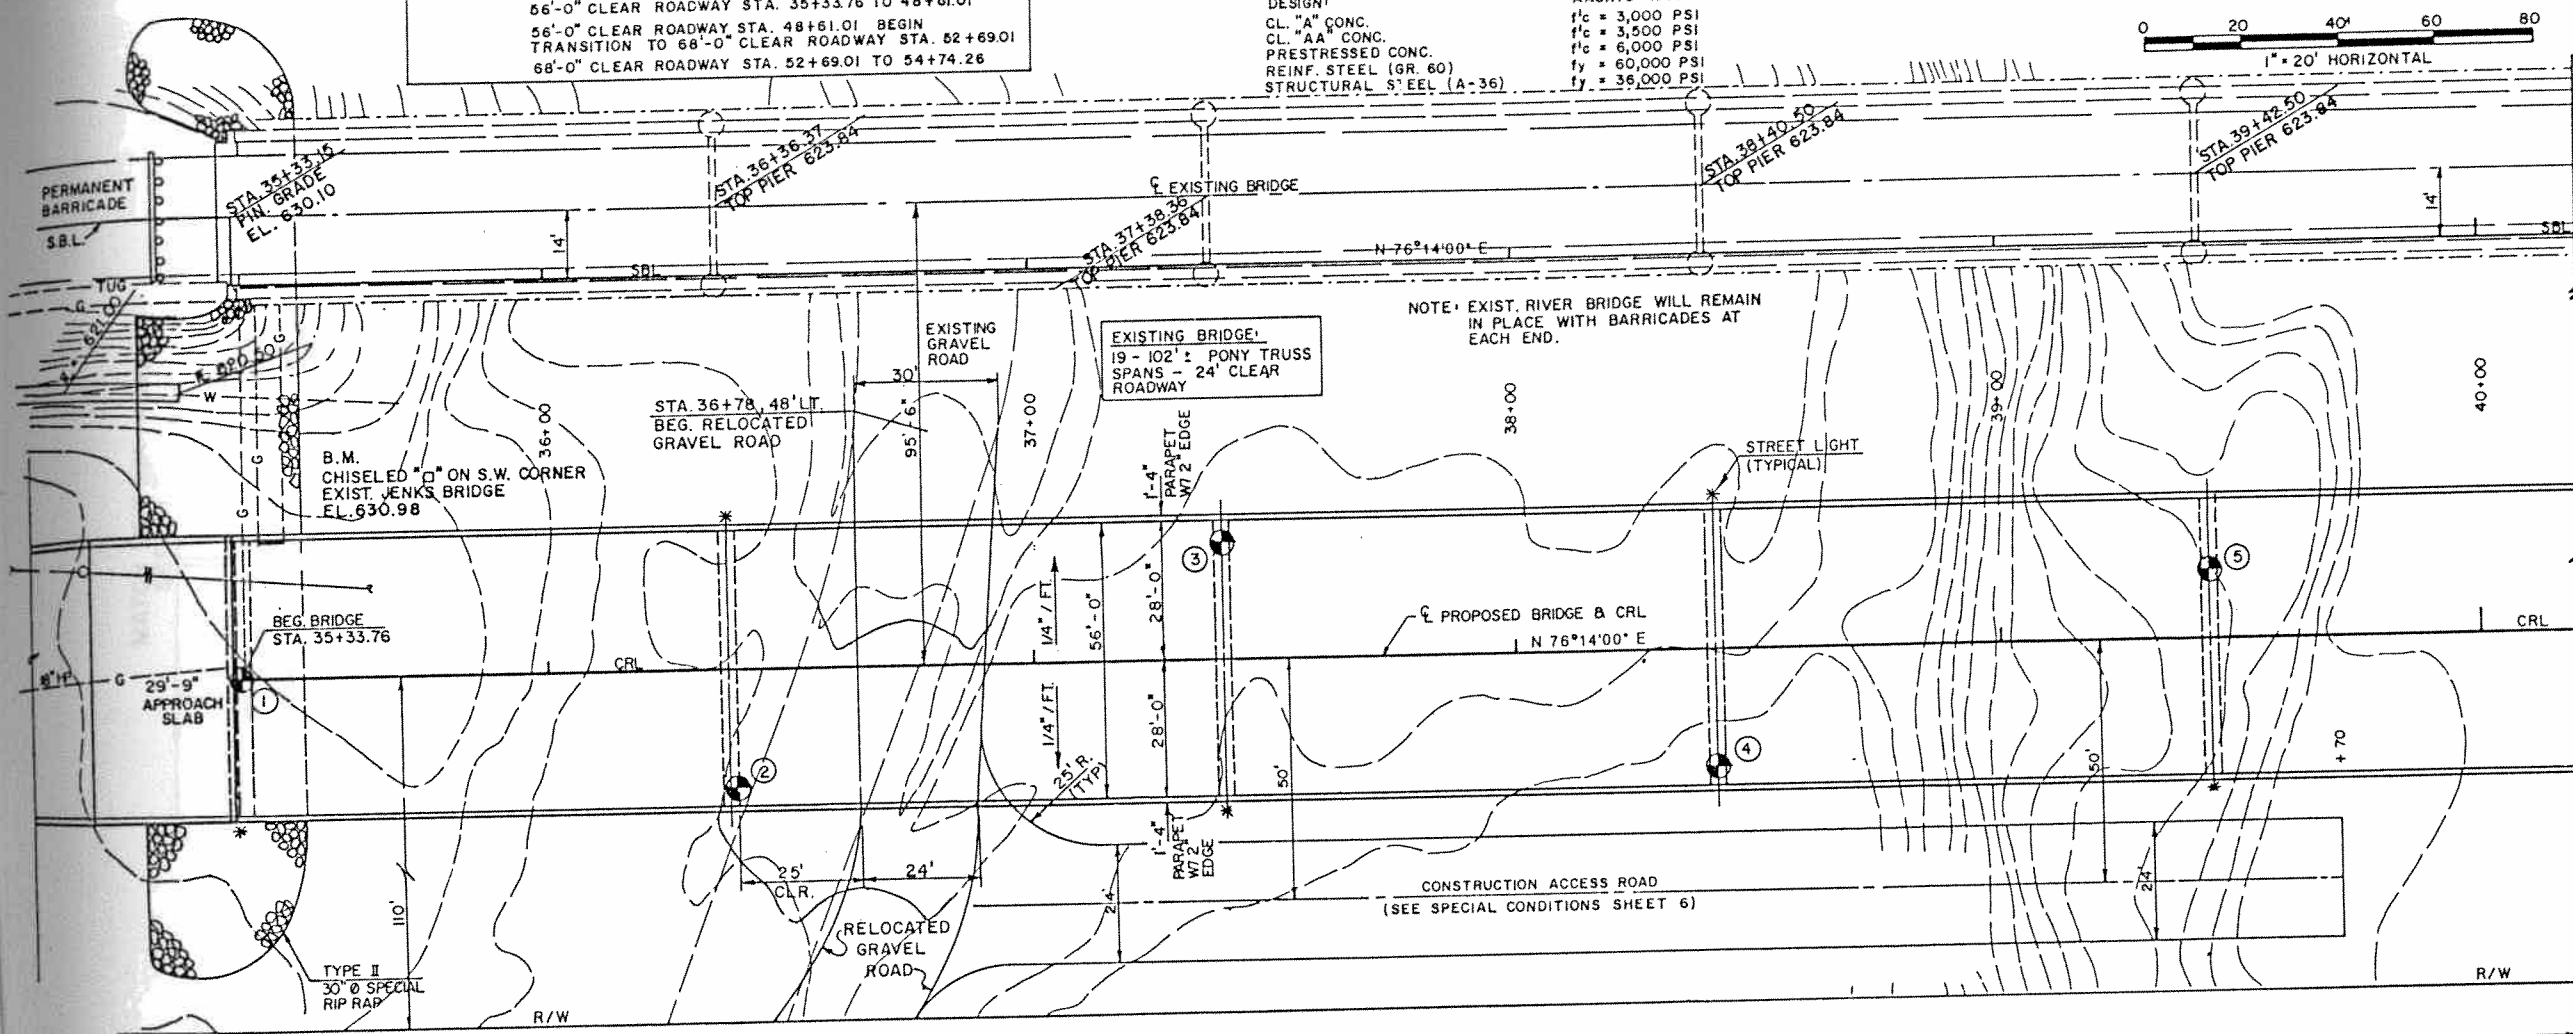 56'-0" CLEAR ROADWAY STA. 35+33.76 TO 48+61.01
56'-0" CLEAR ROADWAY STA. 48+61.01 BEGIN
TRANSITION TO 68'-0" CLEAR ROADWAY STA. 52+69.01
68'-0" CLEAR ROADWAY STA. 52+69.01 TO 54+74.26
DESIGN:
CL. "A" CONC. f'c = 3,000 PSI
CL. "AA" CONC. f'c = 3,500 PSI
PRESTRESSED CONC. f'c = 6,000 PSI
REINF. STEEL (GR. 60) fy = 60,000 PSI
STRUCTURAL STEEL (A-36) fy = 36,000 PSI
0 20 40' 60 80
1" = 20' HORIZONTAL
PERMANENT
BARRICADE
S.B.L.
STA. 35+33.15
FIN. GRADE
EL. 630.10
STA. 36+36.37
TOP PIER 623.84
℄ EXISTING BRIDGE
STA. 37+38.36
TOP PIER 623.84
STA. 38+40.50
TOP PIER 623.84
STA. 39+42.50
TOP PIER 623.84
14'
14'
SBL
N 76°14'00" E
SBL
TUG
G
621.00
620.50
W
G
G
G
EXISTING
GRAVEL
ROAD
30'
95'-6"
EXISTING BRIDGE:
19 - 102'± PONY TRUSS
SPANS - 24' CLEAR
ROADWAY
NOTE: EXIST. RIVER BRIDGE WILL REMAIN
IN PLACE WITH BARRICADES AT
EACH END.
36+00
37+00
38+00
39+00
40+00
STA. 36+78, 48' LT.
BEG. RELOCATED
GRAVEL ROAD
B.M.
CHISELED "□" ON S.W. CORNER
EXIST. JENKS BRIDGE
EL. 630.98
1'-4"
PARAPET
W/ 2" EDGE
STREET LIGHT
(TYPICAL)
3
5
BEG. BRIDGE
STA. 35+33.76
1/4" / FT.
56'-0"
28'-0"
℄ PROPOSED BRIDGE & CRL
N 76°14'00" E
CRL
CRL
G
29'-9"
APPROACH
SLAB
1
2
1/4" / FT.
28'-0"
4
25' R.
(TYP)
50'
50'
+70
1'-4"
PARAPET
W/ 2"
EDGE
25'
CLR.
24'
24'
24'
110'
CONSTRUCTION ACCESS ROAD
(SEE SPECIAL CONDITIONS SHEET 6)
RELOCATED
GRAVEL
ROAD
TYPE II
30" Ø SPECIAL
RIP RAP
R/W
R/W